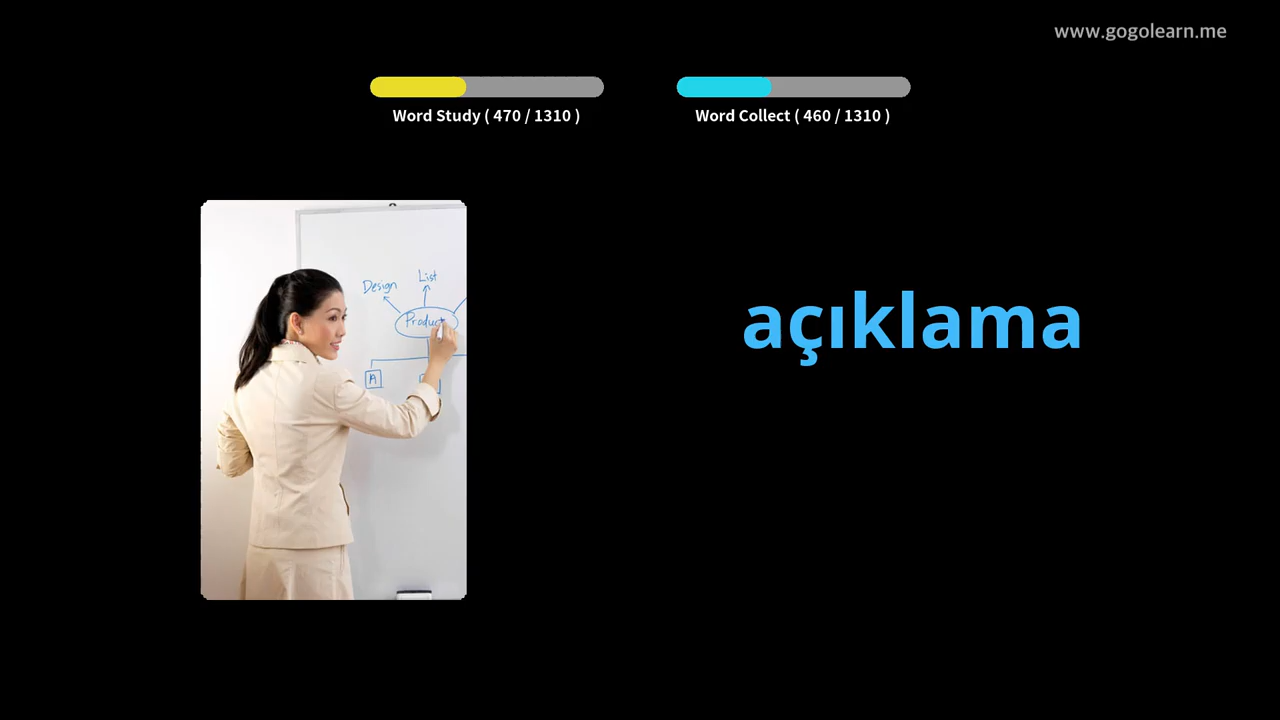 www.gogolearn.me
Word Study ( 470 / 1310 )
Word Collect ( 460 / 1310 )
List
Design
Product
A
açıklama